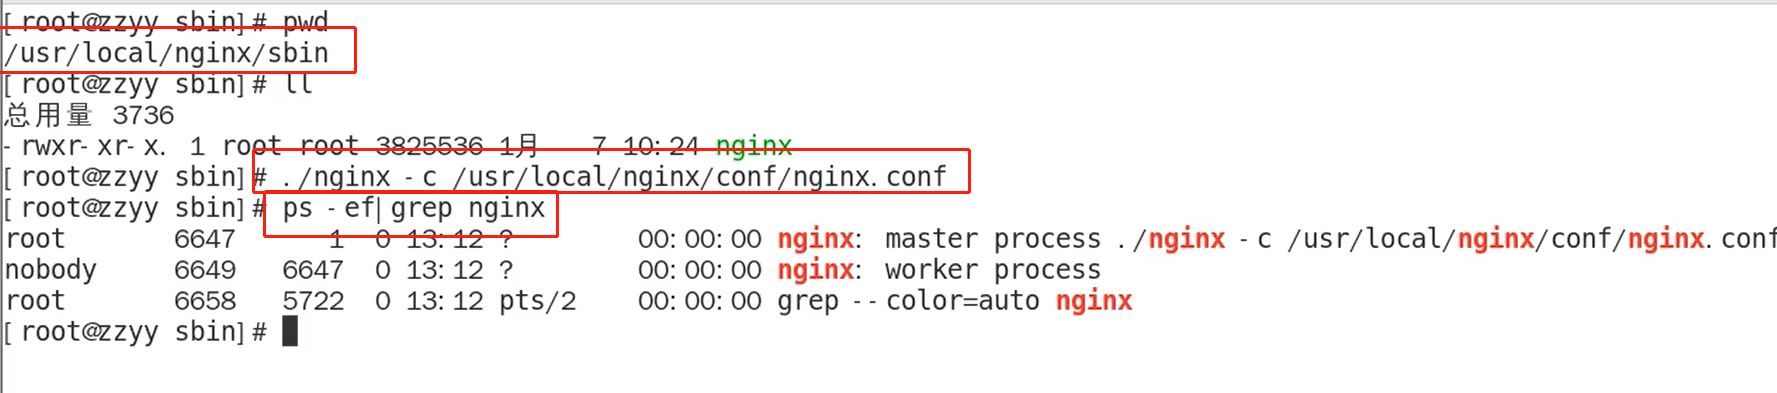 [root@zzyy sbin]# pwd
/usr/local/nginx/sbin
[root@zzyy sbin]# ll
总用量 3736
-rwxr-xr-x. 1 root root 3825536 1月   7 10:24 nginx
[root@zzyy sbin]# ./nginx -c /usr/local/nginx/conf/nginx.conf
[root@zzyy sbin]# ps -ef|grep nginx
root       6647      1  0 13:12 ?        00:00:00 nginx: master process ./nginx -c /usr/local/nginx/conf/nginx.conf
nobody     6649   6647  0 13:12 ?        00:00:00 nginx: worker process
root       6658   5722  0 13:12 pts/2    00:00:00 grep --color=auto nginx
[root@zzyy sbin]#